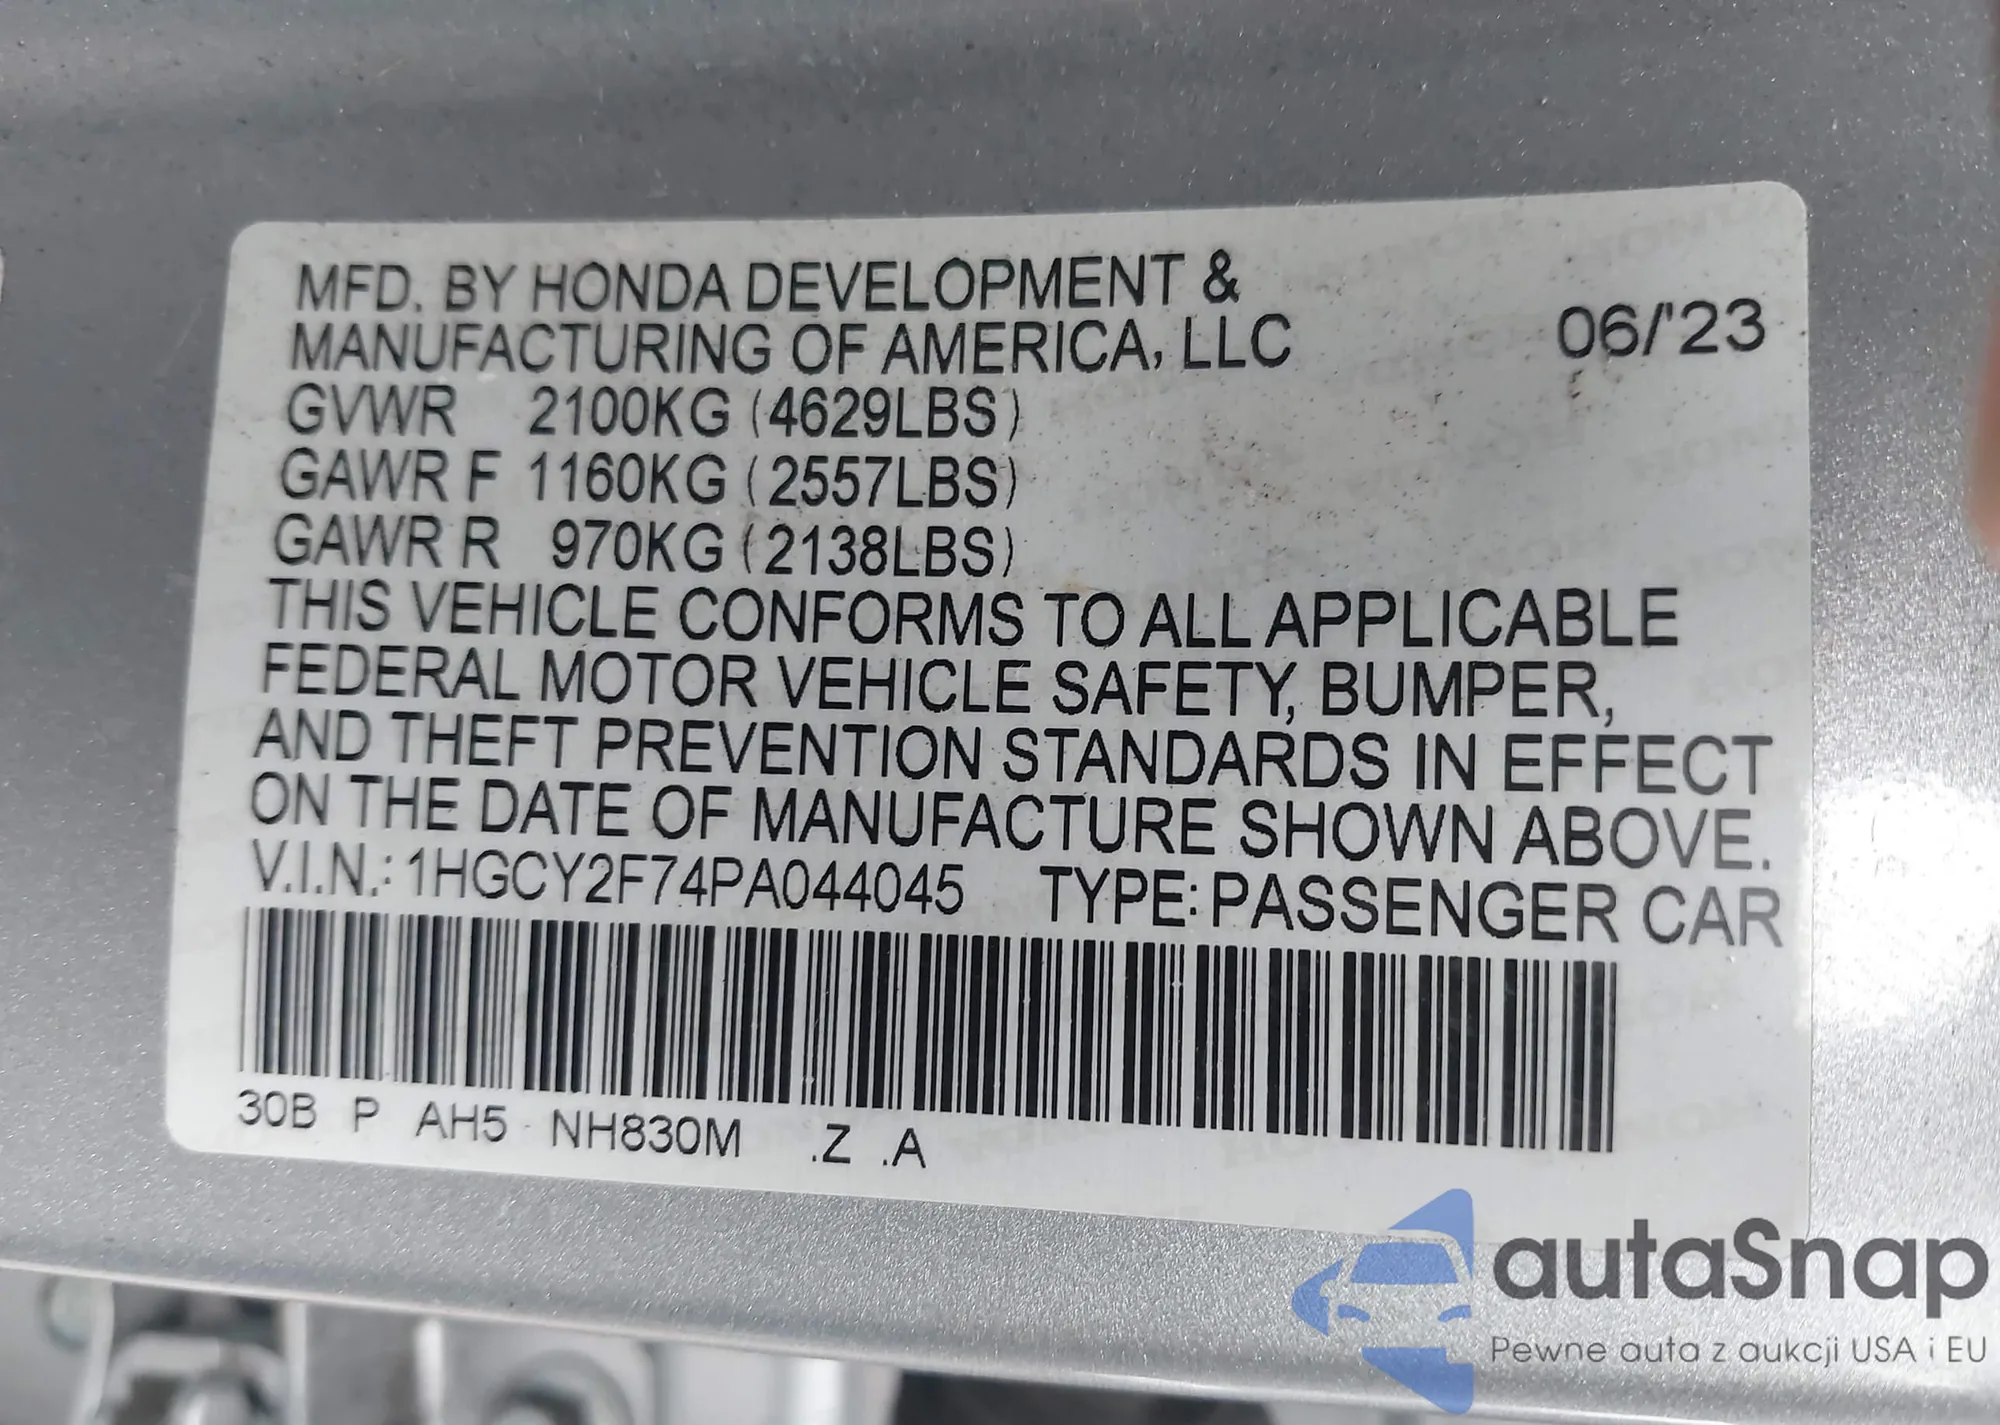 MFD. BY HONDA DEVELOPMENT &
MANUFACTURING OF AMERICA, LLC 06/'23
GVWR 2100KG (4629LBS)
GAWR F 1160KG (2557LBS)
GAWR R 970KG (2138LBS)
THIS VEHICLE CONFORMS TO ALL APPLICABLE
FEDERAL MOTOR VEHICLE SAFETY, BUMPER,
AND THEFT PREVENTION STANDARDS IN EFFECT
ON THE DATE OF MANUFACTURE SHOWN ABOVE.
V.I.N.: 1HGCY2F74PA044045 TYPE: PASSENGER CAR
30B P AH5 NH830M .Z .A
autaSnap
Pewne auta z aukcji USA i EU